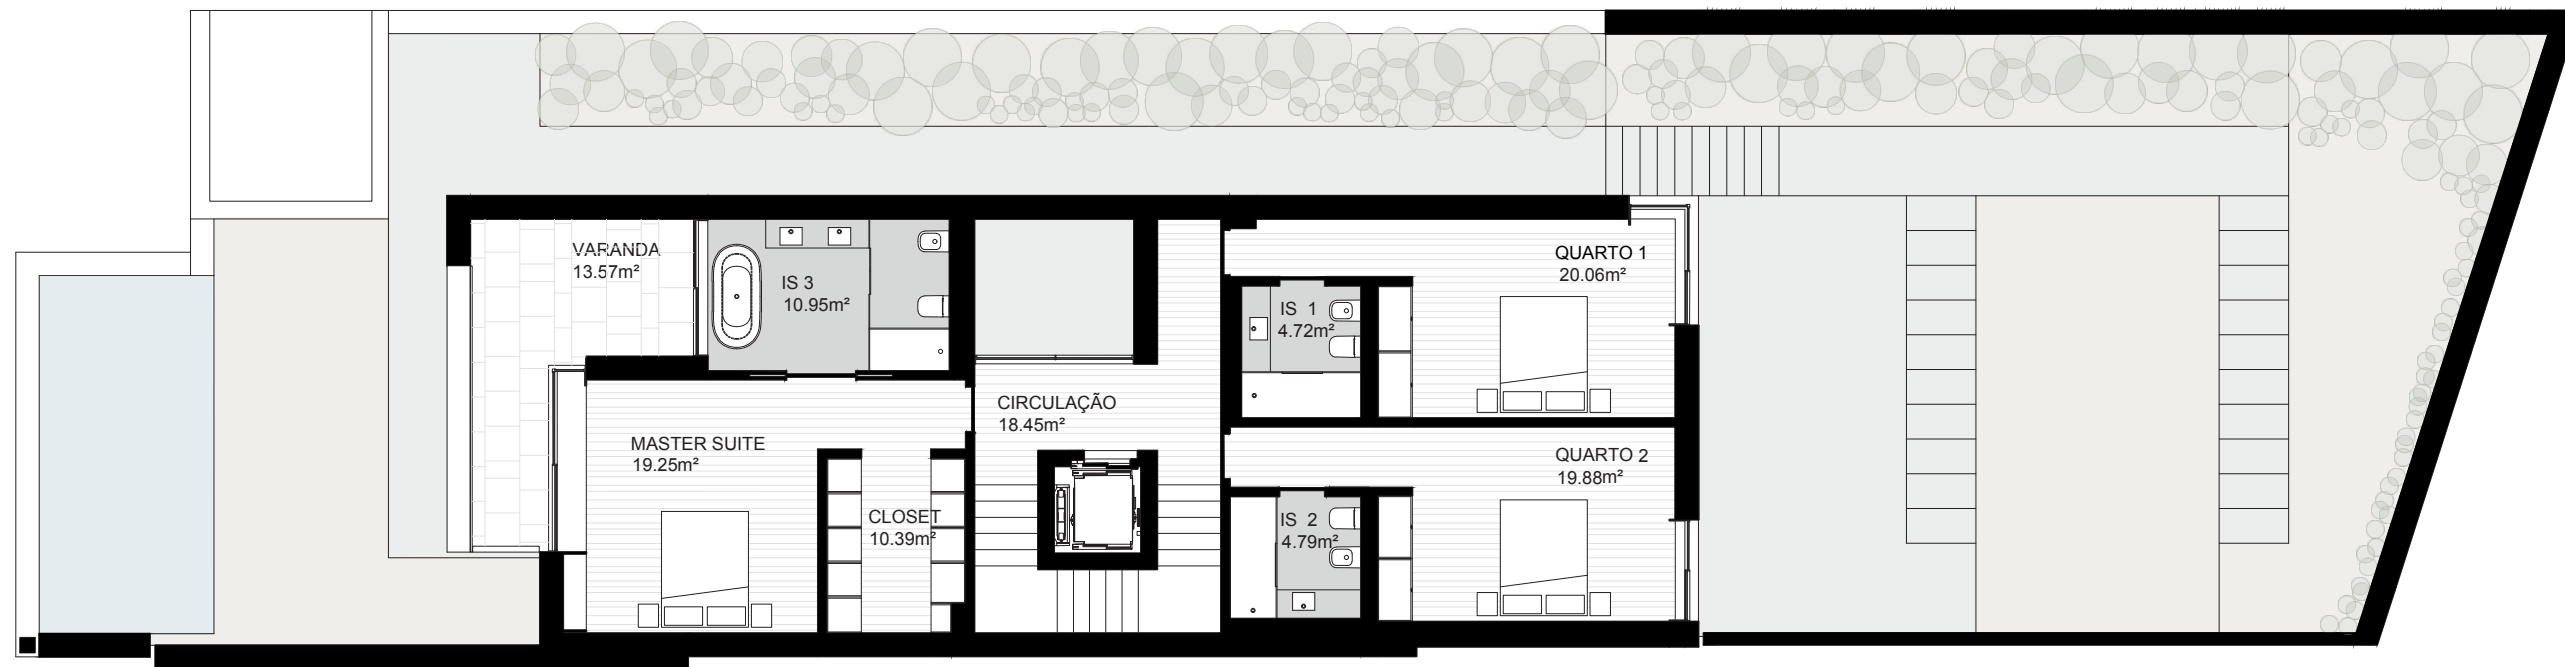 VARANDA
13.57m²
IS 3
10.95m²
QUARTO 1
20.06m²
IS 1
4.72m²
CIRCULAÇÃO
18.45m²
MASTER SUITE
19.25m²
QUARTO 2
19.88m²
CLOSET
10.39m²
IS 2
4.79m²